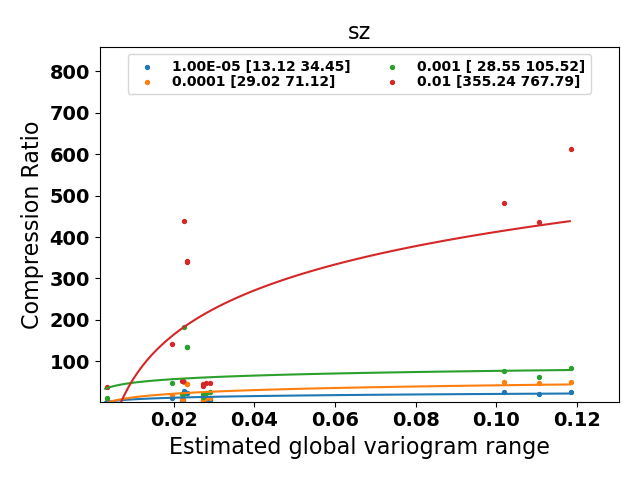 sz
1.00E-05 [13.12 34.45]
0.0001 [29.02 71.12]
0.001 [ 28.55 105.52]
0.01 [355.24 767.79]
Compression Ratio
800
700
600
500
400
300
200
100
0.02 0.04 0.06 0.08 0.10 0.12
Estimated global variogram range